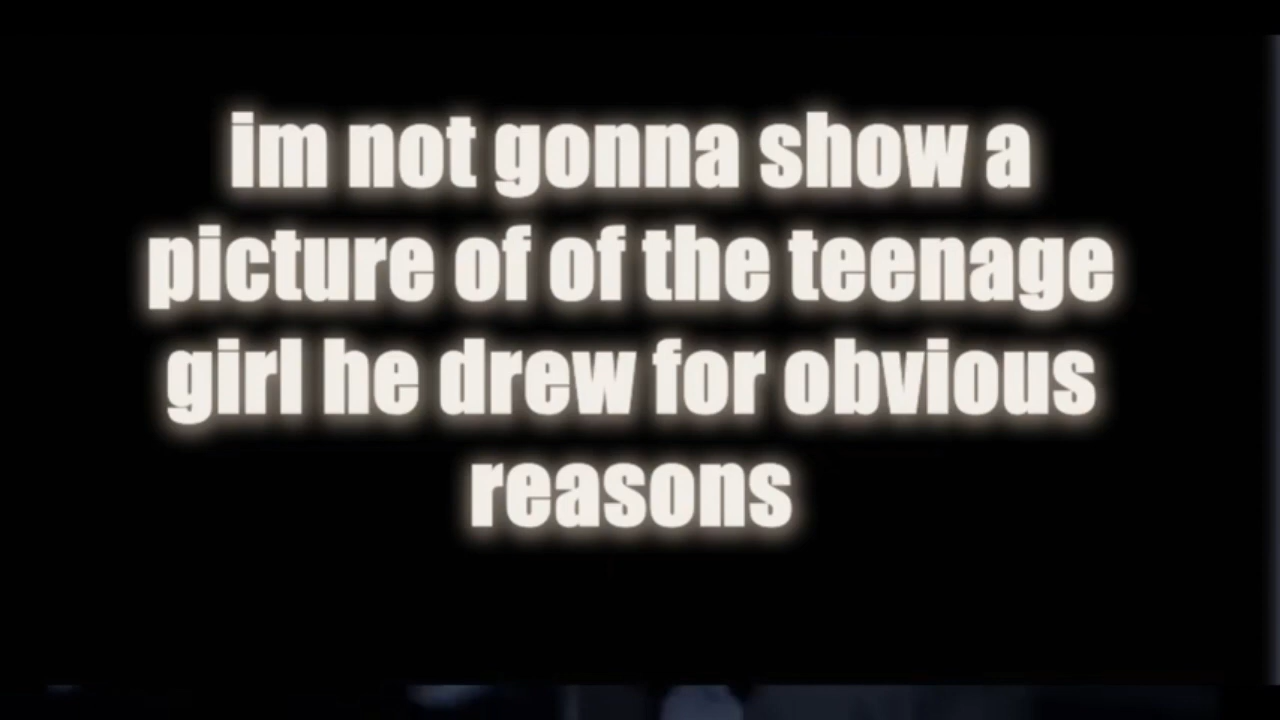 im not gonna show a
picture of of the teenage
girl he drew for obvious
reasons